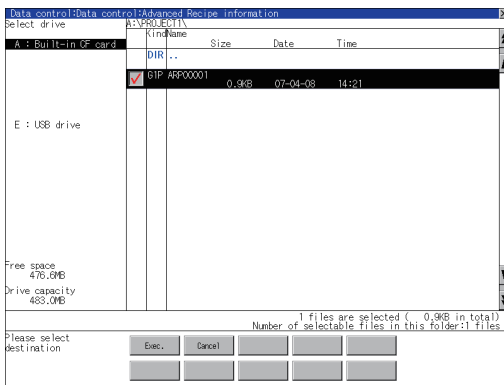 Data control:Data control:Advanced Recipe information
Select drive
A:\PROJECT1\
Kind Name
Size Date Time
A : Built-in CF card
DIR ..
G1P ARP00001
0.9KB 07-04-08 14:21
E : USB drive
Free space
476.6MB
Drive capacity
483.0MB
1 files are selected ( 0.9KB in total)
Number of selectable files in this folder:1 files
Please select
destination
Exec. Cancel